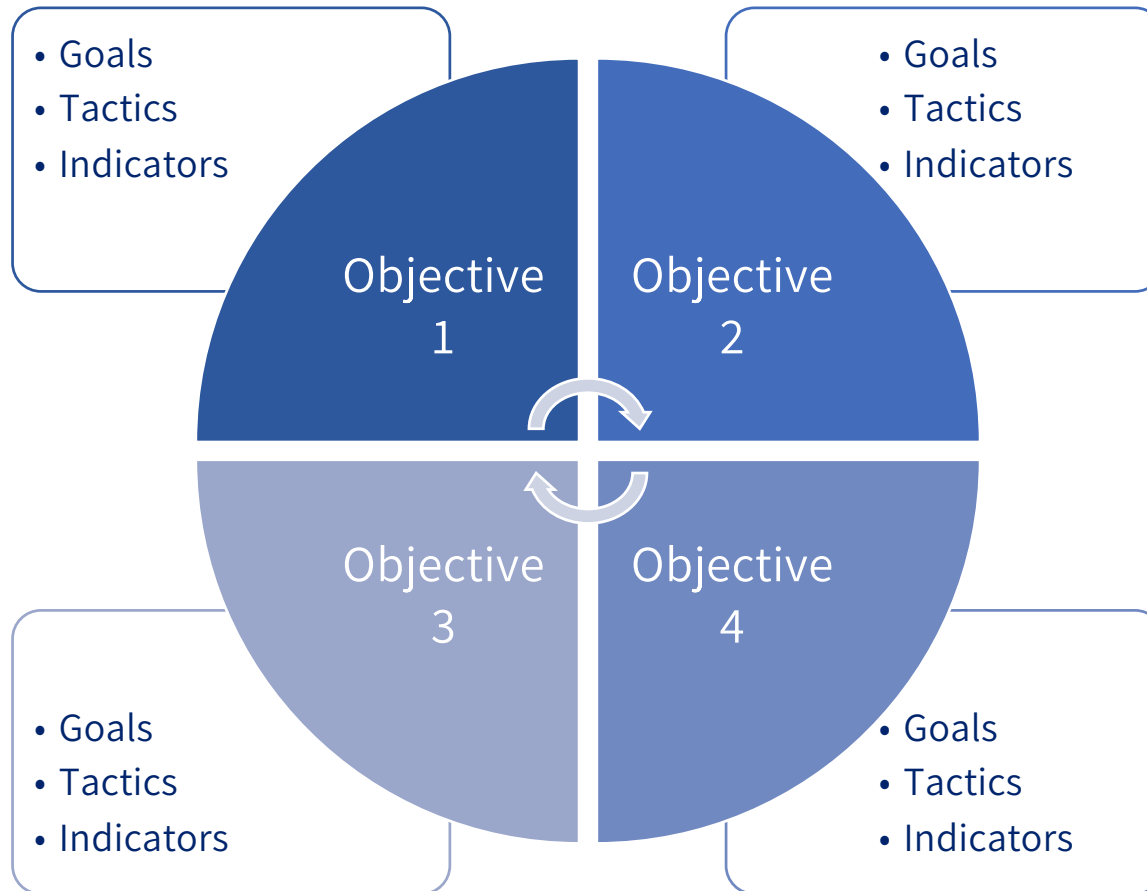 • Goals
• Tactics
• Indicators
• Goals
• Tactics
• Indicators
Objective
1
Objective
2
Objective
3
Objective
4
• Goals
• Tactics
• Indicators
• Goals
• Tactics
• Indicators